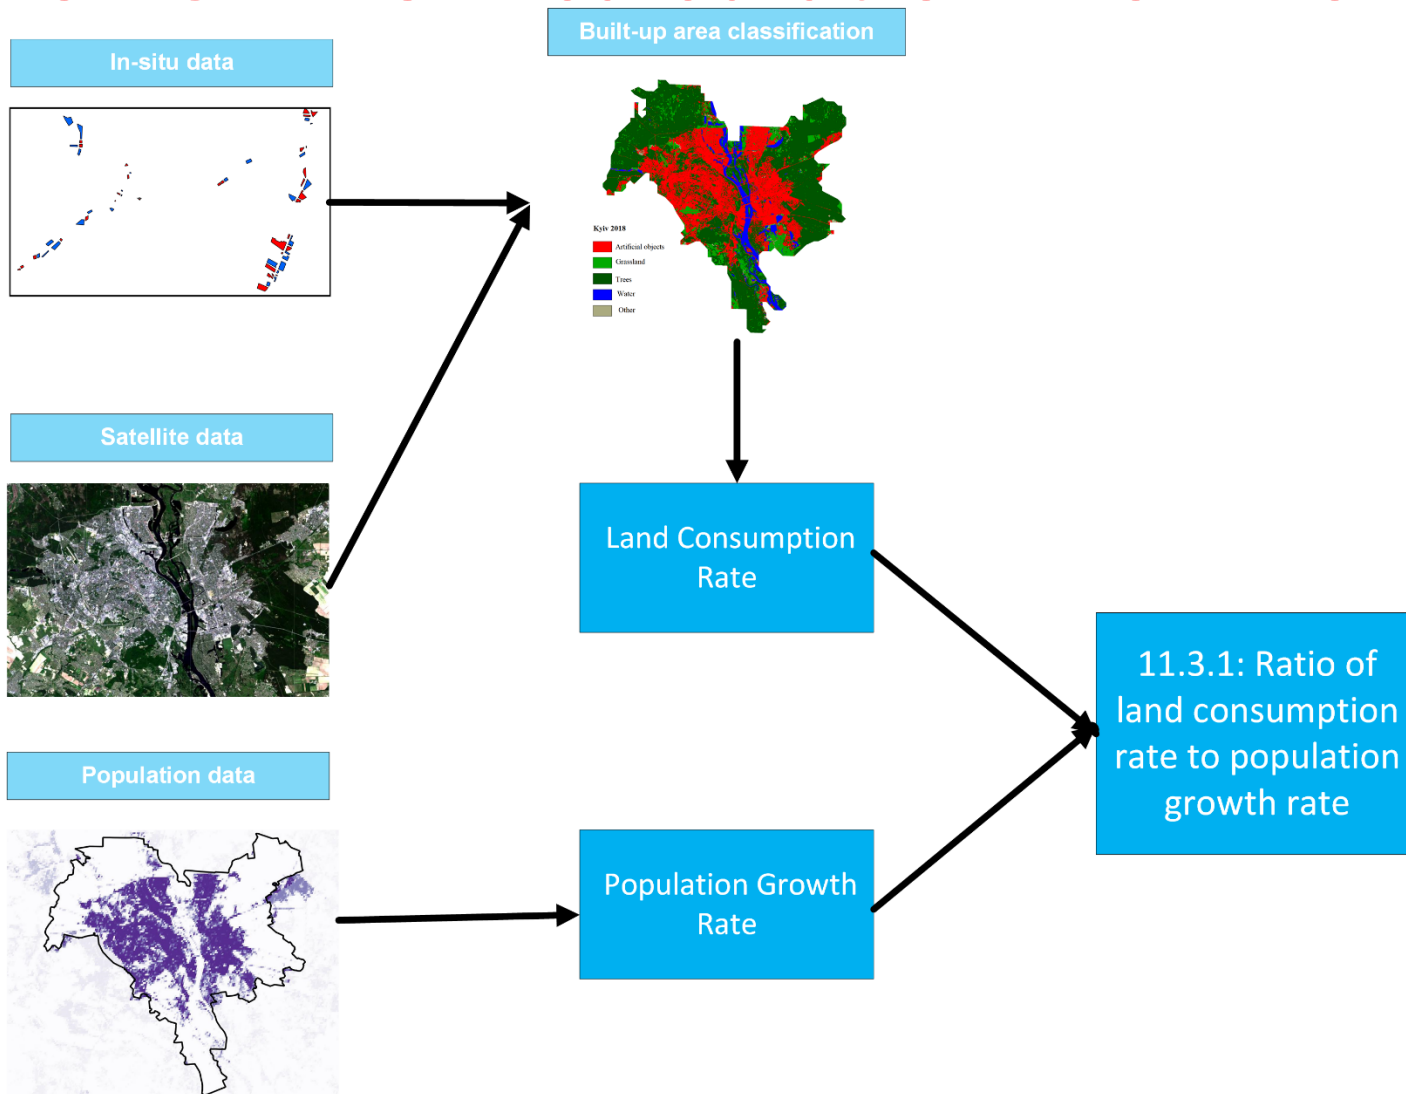 Built-up area classification
In-situ data
Kyiv 2018
Artificial objects
Grassland
Trees
Water
Other
Satellite data
Land Consumption
Rate
11.3.1: Ratio of
land consumption
rate to population
growth rate
Population data
Population Growth
Rate